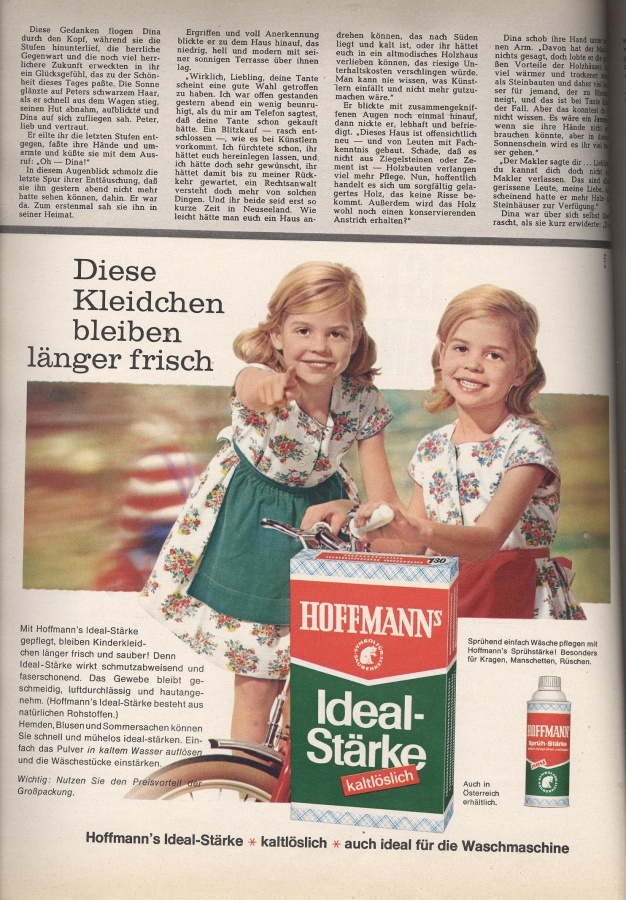 Diese Gedanken flogen Dina
durch den Kopf, während sie die
Stufen hinunterlief, die herrliche
Gegenwart und die noch viel herr-
lichere Zukunft erweckten in ihr
ein Glücksgefühl, das zu der Schön-
heit dieses Tages paßte. Die Sonne
glänzte auf Peters schwarzem Haar,
als er schnell aus dem Wagen stieg,
seinen Hut abnahm, aufblickte und
Dina auf sich zufliegen sah. Peter,
lieb und vertraut.
Er eilte ihr die letzten Stufen ent-
gegen, faßte ihre Hände und um-
armte und küßte sie mit dem Aus-
ruf: „Oh — Dina!"
In diesem Augenblick schmolz die
letzte Spur ihrer Enttäuschung, daß
sie ihn gestern abend nicht mehr
hatte sehen können, dahin. Er war
da. Zum erstenmal sah sie ihn in
seiner Heimat.
Ergriffen und voll Anerkennung
blickte er zu dem Haus hinauf, das
niedrig, hell und modern mit sei-
ner sonnigen Terrasse über ihnen
lag.
„Wirklich, Liebling, deine Tante
scheint eine gute Wahl getroffen
zu haben. Ich war offen gestanden
gestern abend ein wenig beunru-
higt, als du mir am Telefon sagtest,
daß deine Tante schon gekauft
hätte. Ein Blitzkauf — rasch ent-
schlossen —, wie es bei Künstlern
vorkommt. Ich fürchtete schon, ihr
hättet euch hereinlegen lassen, und
ich hätte doch sehr gewünscht, ihr
hättet damit bis zu meiner Rück-
kehr gewartet, ein Rechtsanwalt
versteht doch mehr von solchen
Dingen. Und ihr beide seid erst so
kurze Zeit in Neuseeland. Wie
leicht hätte man euch ein Haus an-
drehen können, das nach Süden
liegt und kalt ist, oder ihr hättet
euch in ein altmodisches Holzhaus
verlieben können, das riesige Un-
terhaltskosten verschlingen würde.
Man kann nie wissen, was Künst-
lern einfällt und nicht mehr gutzu-
machen wäre."
Er blickte mit zusammengekniff-
fenen Augen noch einmal hinauf,
dann nickte er, lebhaft und befrie-
digt. „Dieses Haus ist offensichtlich
neu — und von Leuten mit Fach-
kenntnis gebaut. Schade, daß es
nicht aus Ziegelsteinen oder Ze-
ment ist — Holzbauten verlangen
viel mehr Pflege. Nun, hoffentlich
handelt es sich um sorgfältig gela-
gertes Holz, das keine Risse be-
kommt. Außerdem wird das Holz
wohl noch einen konservierenden
Anstrich erhalten?"
Dina schob ihre Hand unter
nen Arm. „Davon hat der
nichts gesagt, doch lobte er die
ßen Vorteile der Holzhäuser,
viel wärmer und trockener
als Steinbauten und daher viel
ser für jemand, der zu
neigt, und das ist bei Tante
der Fall. Aber das konntest
nicht wissen. Es wäre ein
wenn sie ihre Hände nicht
brauchen könnte, aber in dem
Sonnenschein wird es ihr viel
ser gehen."
„Der Makler sagte dir ...
du kannst dich doch nicht
Makler verlassen. Das sind
gerissene Leute, meine Liebe.
scheinend hatte er mehr Holz- als
Steinhäuser zur Verfügung."
Dina war über sich selbst
rascht, als sie kurz erwiderte:
Diese
Kleidchen
bleiben
länger frisch
Mit Hoffmann's Ideal-Stärke
gepflegt, bleiben Kinderkleid-
chen länger frisch und sauber! Denn
Ideal-Stärke wirkt schmutzabweisend und
faserschonend. Das Gewebe bleibt ge-
schmeidig, luftdurchlässig und hautange-
nehm. (Hoffmann's Ideal-Stärke besteht aus
natürlichen Rohstoffen.)
Hemden, Blusen und Sommersachen können
Sie schnell und mühelos ideal-stärken. Ein-
fach das Pulver in kaltem Wasser auflösen
und die Wäschestücke einstärken.
Wichtig: Nutzen Sie den Preisvorteil der
Großpackung.
HOFFMANN's
Ideal-
Stärke
kaltlöslich
Sprühend einfach Wäsche pflegen mit
Hoffmann's Sprühstärke! Besonders
für Kragen, Manschetten, Rüschen.
HOFFMANN's
Sprüh-Stärke
Auch in
Österreich
erhältlich.
Hoffmann's Ideal-Stärke * kaltlöslich * auch ideal für die Waschmaschine